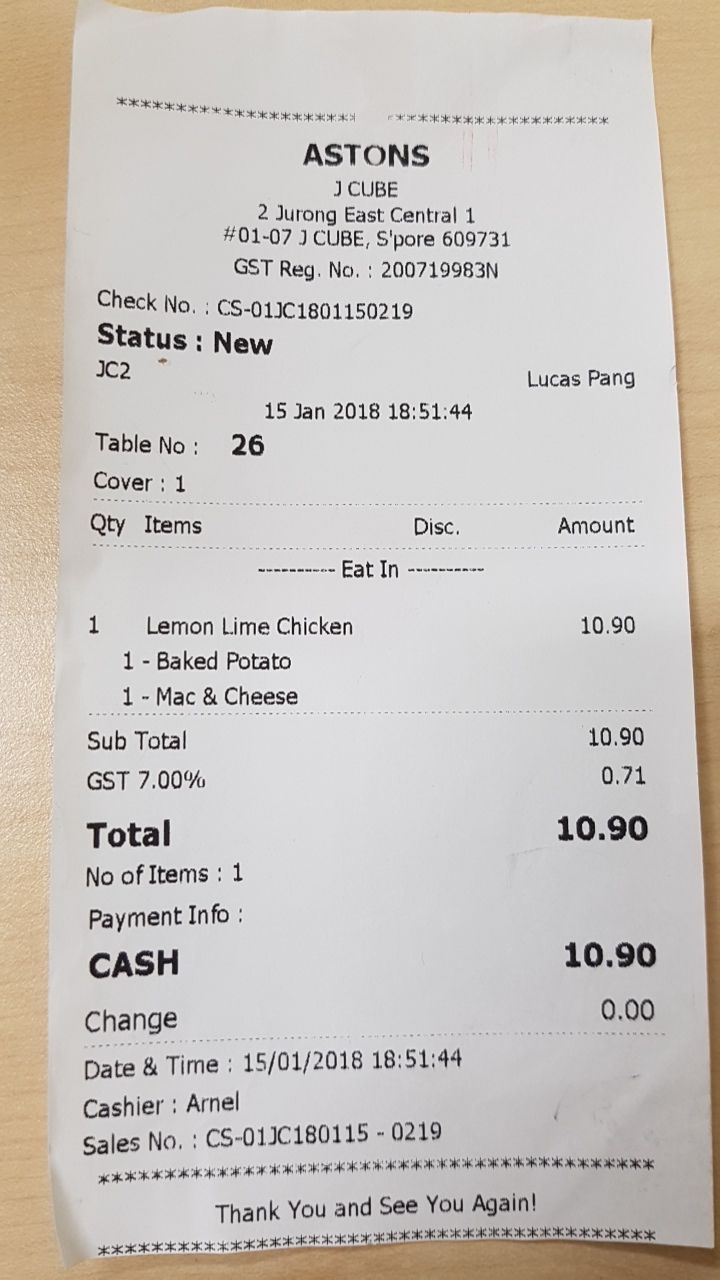 ****************************************
ASTONS
J CUBE
2 Jurong East Central 1
#01-07 J CUBE, S'pore 609731
GST Reg. No. : 200719983N
Check No. : CS-01JC1801150219
Status : New
JC2 Lucas Pang
15 Jan 2018 18:51:44
Table No : 26
Cover : 1
Qty Items Disc. Amount
---------- Eat In ----------
1 Lemon Lime Chicken 10.90
1 - Baked Potato
1 - Mac & Cheese
Sub Total 10.90
GST 7.00% 0.71
Total 10.90
No of Items : 1
Payment Info :
CASH 10.90
Change 0.00
Date & Time : 15/01/2018 18:51:44
Cashier : Arnel
Sales No. : CS-01JC180115 - 0219
******************************************
Thank You and See You Again!
******************************************